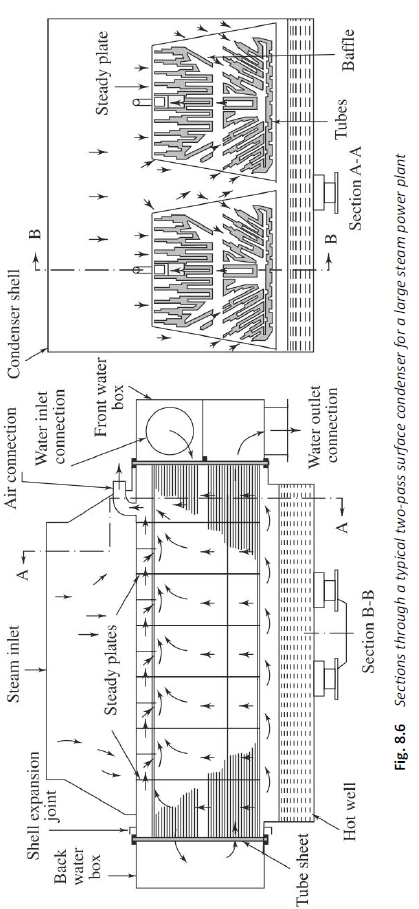 Steam inlet
Air connection
A
Water inlet
connection
Front water
box
Shell expansion
joint
Steady plates
Back
water
box
Tube sheet
Hot well
Section B-B
A
Water outlet
connection
Condenser shell
B
Steady plate
B
Baffle
Tubes
Section A-A
Fig. 8.6 Sections through a typical two-pass surface condenser for a large steam power plant